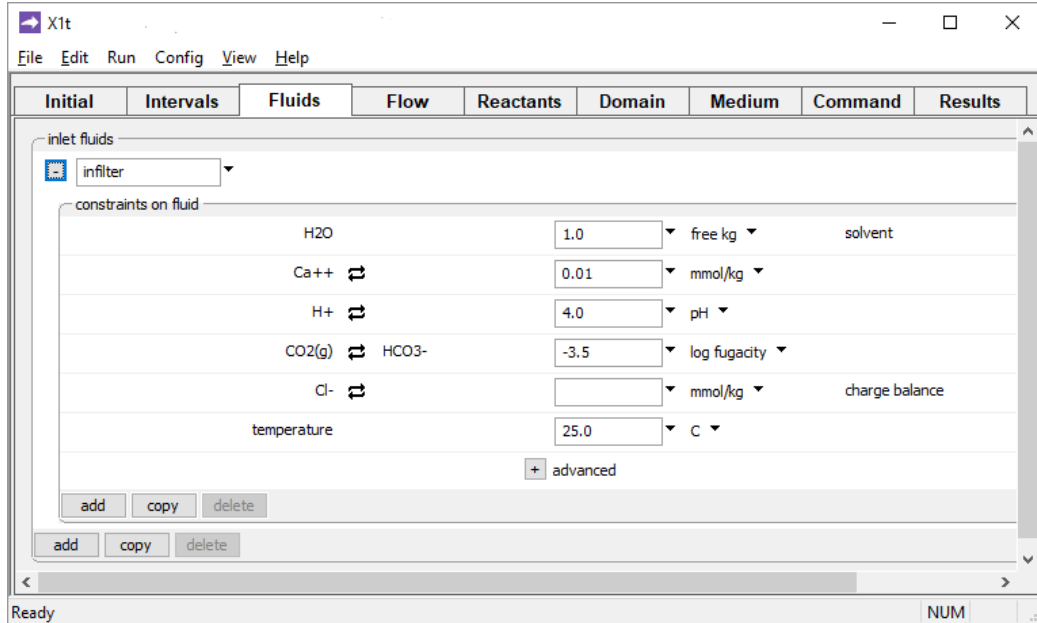 X1t
File Edit Run Config View Help
Initial Intervals Fluids Flow Reactants Domain Medium Command Results
inlet fluids
- infilter
constraints on fluid
H2O 1.0 free kg solvent
Ca++ 0.01 mmol/kg
H+ 4.0 pH
CO2(g) HCO3- -3.5 log fugacity
Cl- mmol/kg charge balance
temperature 25.0 C
+ advanced
add copy delete
add copy delete
Ready NUM